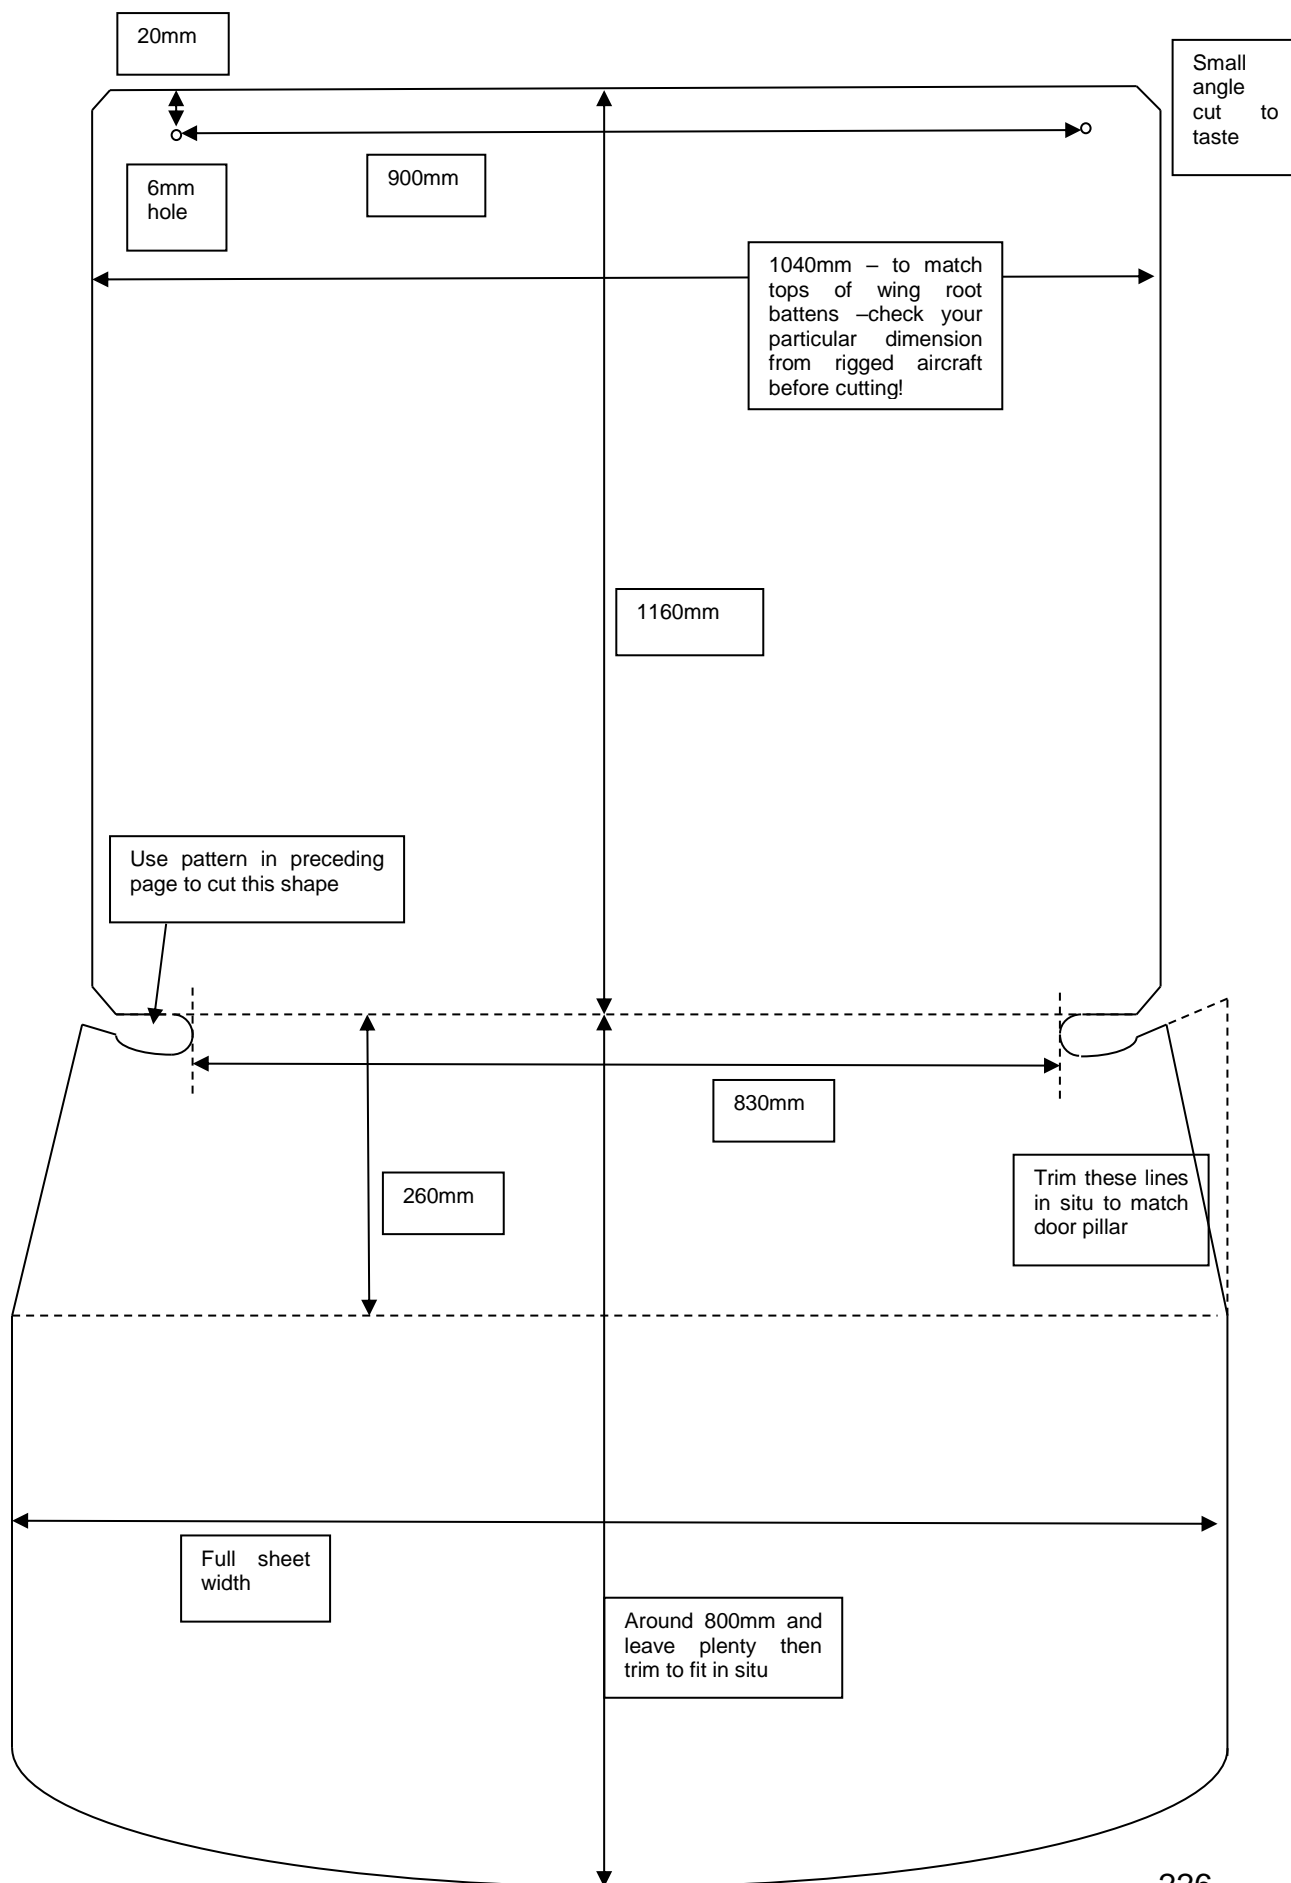 20mm
Small
angle
cut to
taste
6mm
hole
900mm
1040mm – to match
tops of wing root
battens –check your
particular dimension
from rigged aircraft
before cutting!
1160mm
Use pattern in preceding
page to cut this shape
830mm
Trim these lines
in situ to match
door pillar
260mm
Full sheet
width
Around 800mm and
leave plenty then
trim to fit in situ
226